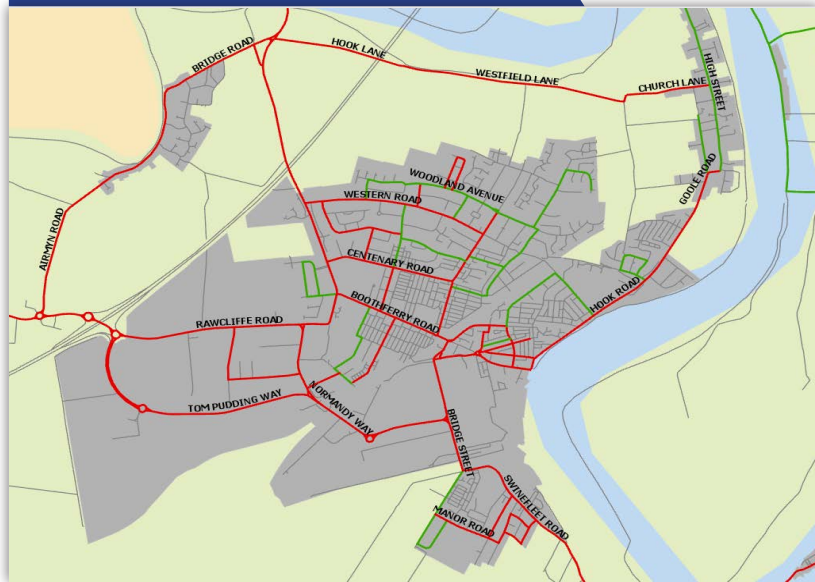 BRIDGE ROAD
HOOK LANE
WESTFIELD LANE
CHURCH LANE
HIGH STREET
GOOLE ROAD
WOODLAND AVENUE
WESTERN ROAD
AIRMYN ROAD
CENTENARY ROAD
BOOTHFERRY ROAD
HOOK ROAD
RAWCLIFFE ROAD
TOM PUDDING WAY
NORMANDY WAY
BRIDGE STREET
SWINEFLEET ROAD
MANOR ROAD